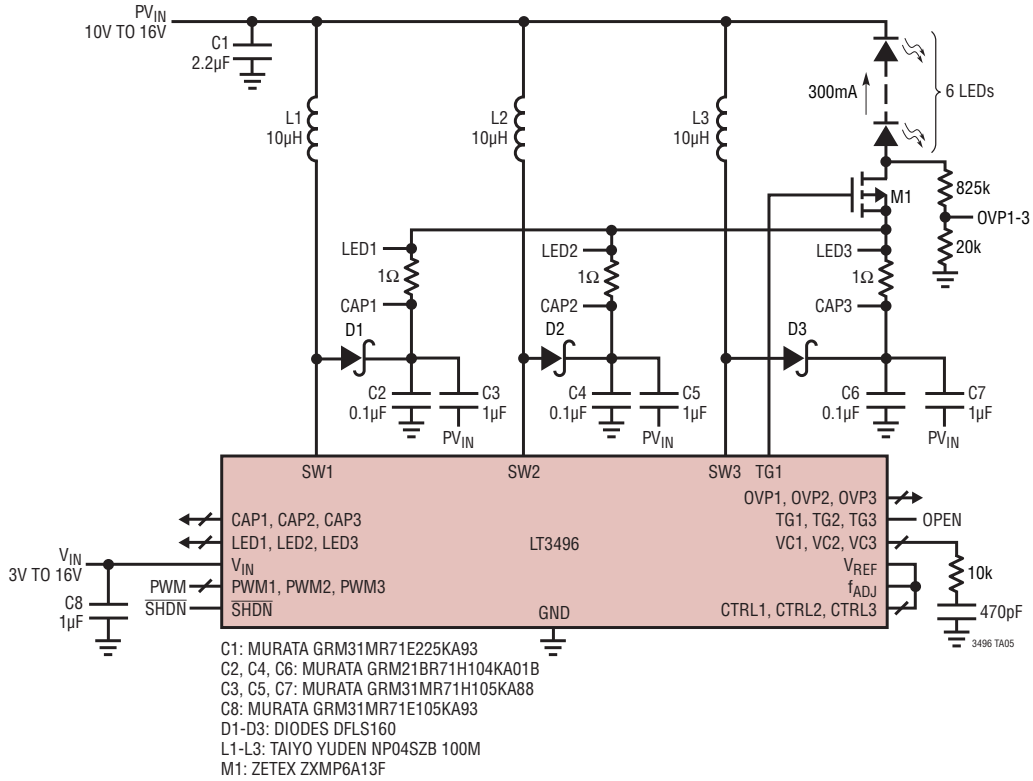 PVIN
10V TO 16V
C1
2.2µF
L1
10µH
L2
10µH
L3
10µH
300mA
6 LEDs
M1
825k
OVP1-3
20k
LED1
1Ω
CAP1
LED2
1Ω
CAP2
LED3
1Ω
CAP3
D1
D2
D3
C2
0.1µF
C3
1µF
PVIN
C4
0.1µF
C5
1µF
PVIN
C6
0.1µF
C7
1µF
PVIN
SW1
SW2
SW3
TG1
OVP1, OVP2, OVP3
CAP1, CAP2, CAP3
TG1, TG2, TG3
OPEN
LED1, LED2, LED3
LT3496
VC1, VC2, VC3
VIN
3V TO 16V
VIN
VREF
PWM
PWM1, PWM2, PWM3
fADJ
10k
SHDN
SHDN
CTRL1, CTRL2, CTRL3
C8
1µF
GND
470pF
3496 TA05
C1: MURATA GRM31MR71E225KA93
C2, C4, C6: MURATA GRM21BR71H104KA01B
C3, C5, C7: MURATA GRM31MR71H105KA88
C8: MURATA GRM31MR71E105KA93
D1-D3: DIODES DFLS160
L1-L3: TAIYO YUDEN NP04SZB 100M
M1: ZETEX ZXMP6A13F